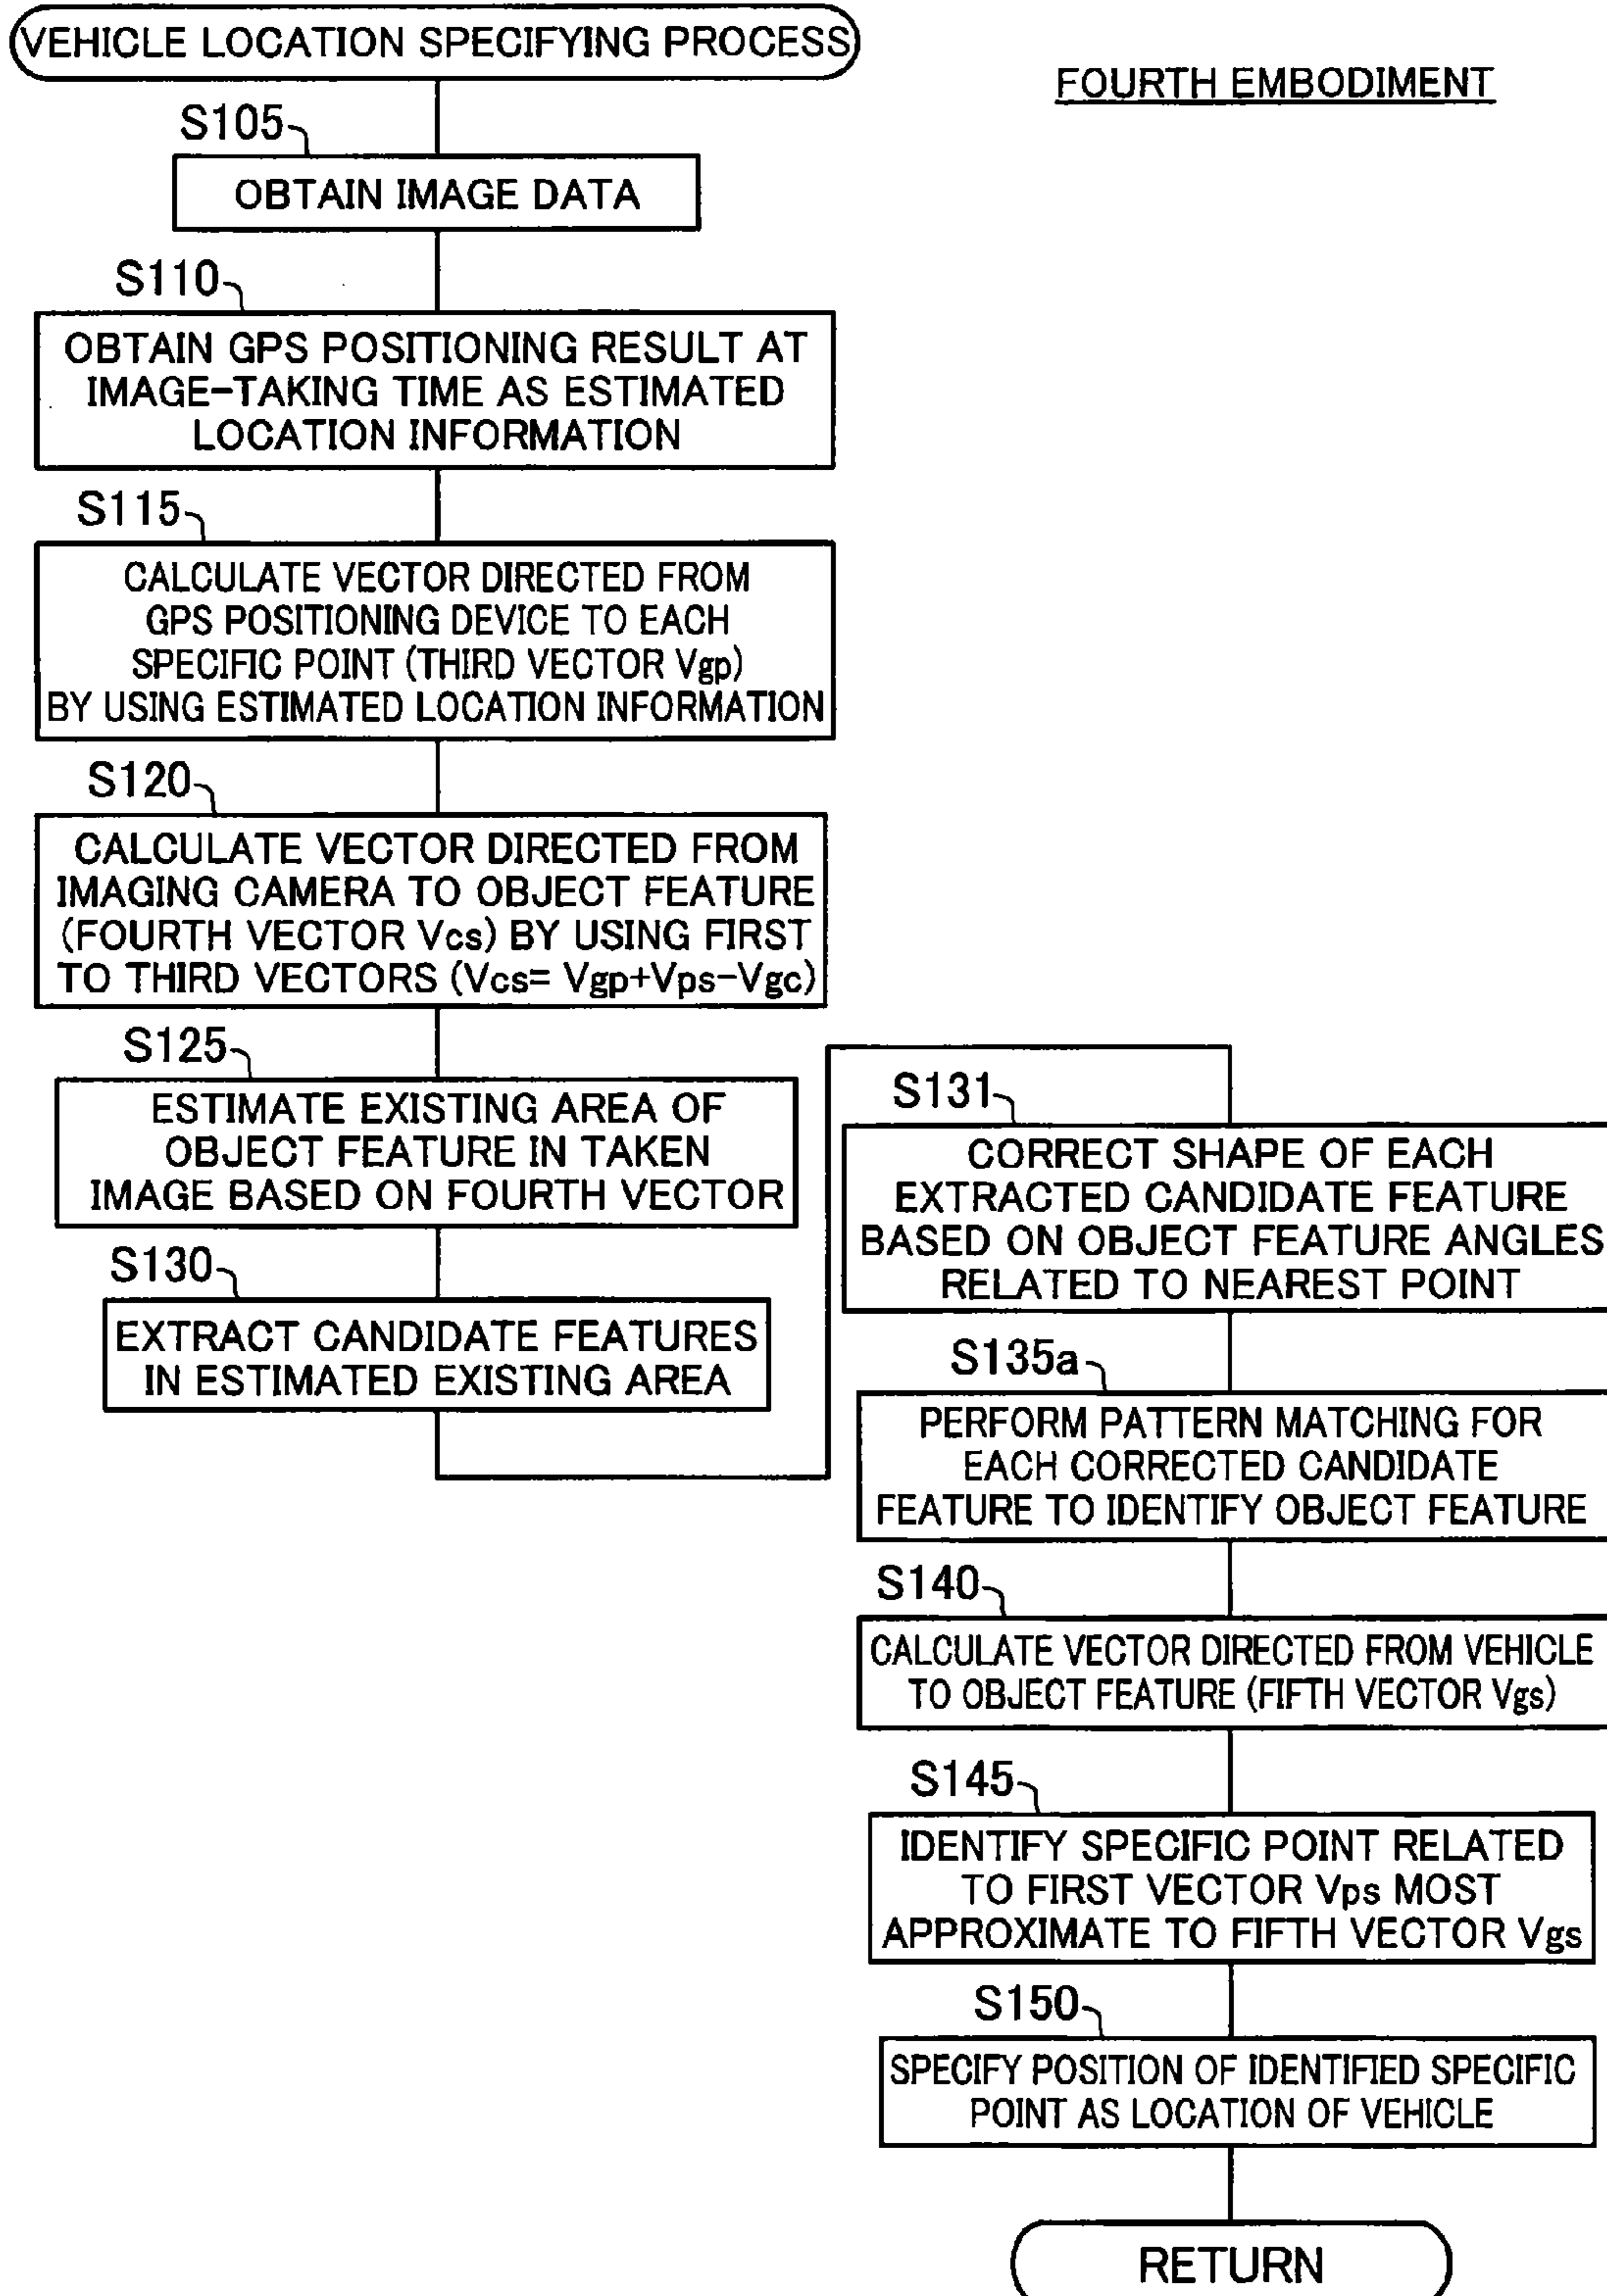 VEHICLE LOCATION SPECIFYING PROCESS
FOURTH EMBODIMENT
S105
OBTAIN IMAGE DATA
S110
OBTAIN GPS POSITIONING RESULT AT
IMAGE-TAKING TIME AS ESTIMATED
LOCATION INFORMATION
S115
CALCULATE VECTOR DIRECTED FROM
GPS POSITIONING DEVICE TO EACH
SPECIFIC POINT (THIRD VECTOR Vgp)
BY USING ESTIMATED LOCATION INFORMATION
S120
CALCULATE VECTOR DIRECTED FROM
IMAGING CAMERA TO OBJECT FEATURE
(FOURTH VECTOR Vcs) BY USING FIRST
TO THIRD VECTORS (Vcs= Vgp+Vps-Vgc)
S125
ESTIMATE EXISTING AREA OF
OBJECT FEATURE IN TAKEN
IMAGE BASED ON FOURTH VECTOR
S130
EXTRACT CANDIDATE FEATURES
IN ESTIMATED EXISTING AREA
S131
CORRECT SHAPE OF EACH
EXTRACTED CANDIDATE FEATURE
BASED ON OBJECT FEATURE ANGLES
RELATED TO NEAREST POINT
S135a
PERFORM PATTERN MATCHING FOR
EACH CORRECTED CANDIDATE
FEATURE TO IDENTIFY OBJECT FEATURE
S140
CALCULATE VECTOR DIRECTED FROM VEHICLE
TO OBJECT FEATURE (FIFTH VECTOR Vgs)
S145
IDENTIFY SPECIFIC POINT RELATED
TO FIRST VECTOR Vps MOST
APPROXIMATE TO FIFTH VECTOR Vgs
S150
SPECIFY POSITION OF IDENTIFIED SPECIFIC
POINT AS LOCATION OF VEHICLE
RETURN